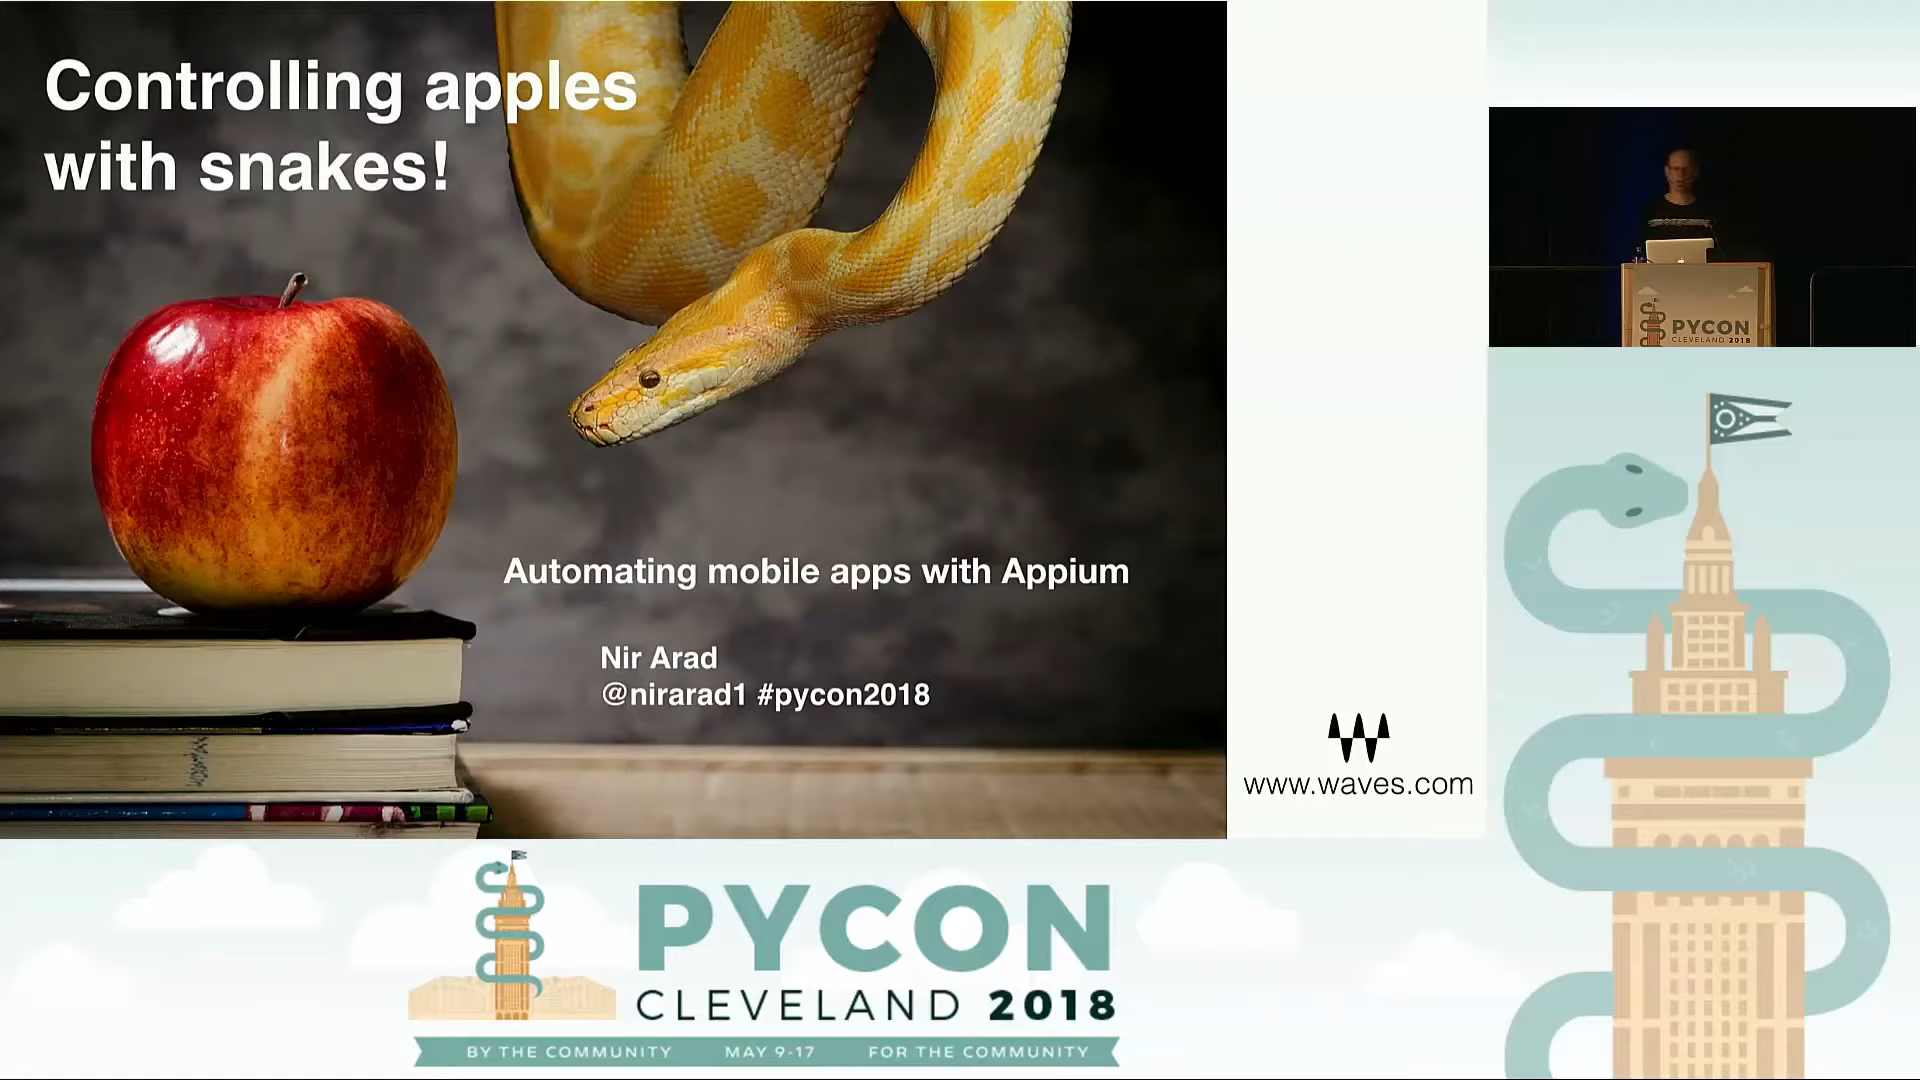 Controlling apples
with snakes!
Automating mobile apps with Appium
Nir Arad
@nirarad1 #pycon2018
www.waves.com
PYCON
CLEVELAND 2018
PYCON
CLEVELAND 2018
BY THE COMMUNITY MAY 9-17 FOR THE COMMUNITY